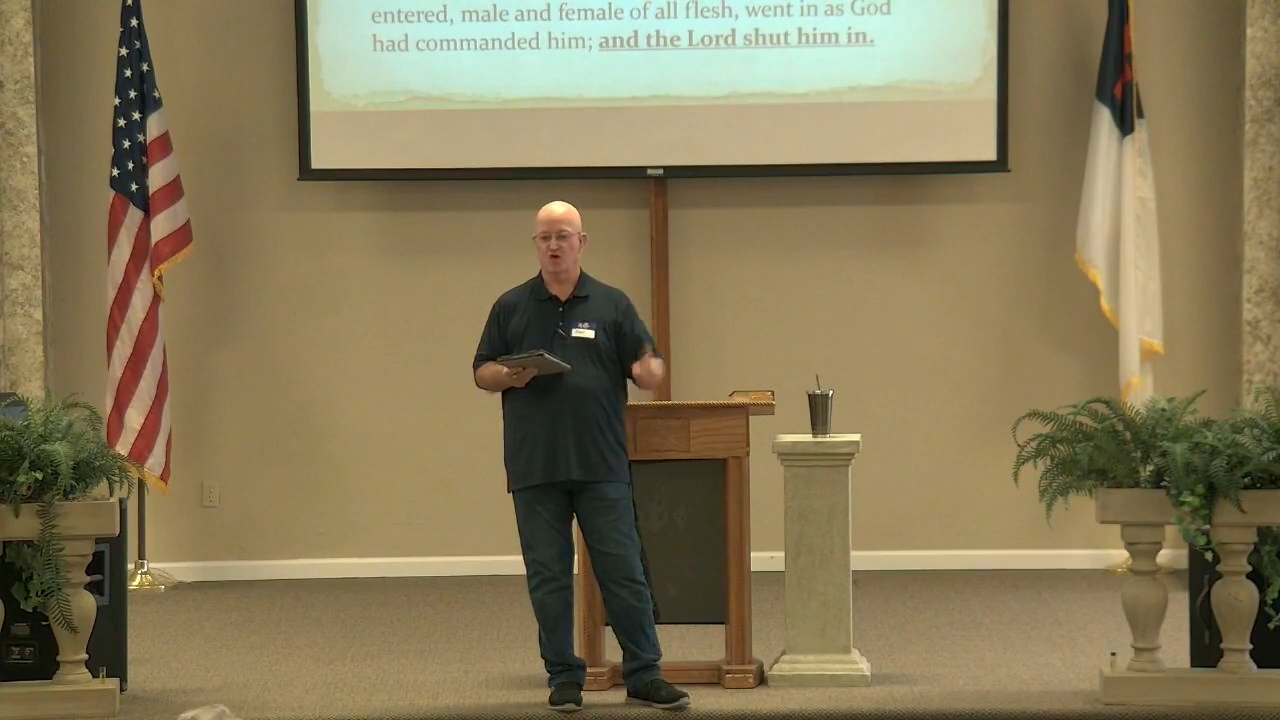 entered, male and female of all flesh, went in as God
had commanded him; and the Lord shut him in.